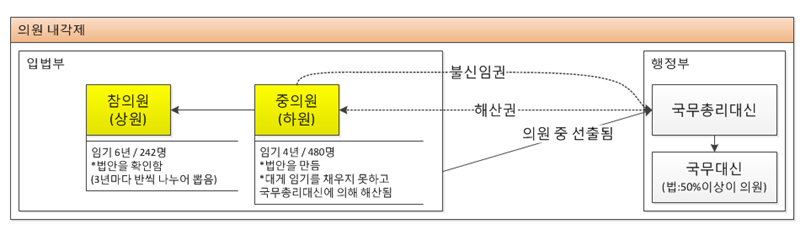 의원 내각제
입법부
참의원
(상원)
임기 6년 / 242명
*법안을 확인함
(3년마다 반씩 나누어 뽑음)
중의원
(하원)
임기 4년 / 480명
*법안을 만듬
*대게 임기를 채우지 못하고
국무총리대신에 의해 해산됨
불신임권
해산권
의원 중 선출됨
행정부
국무총리대신
국무대신
(법:50%이상이 의원)